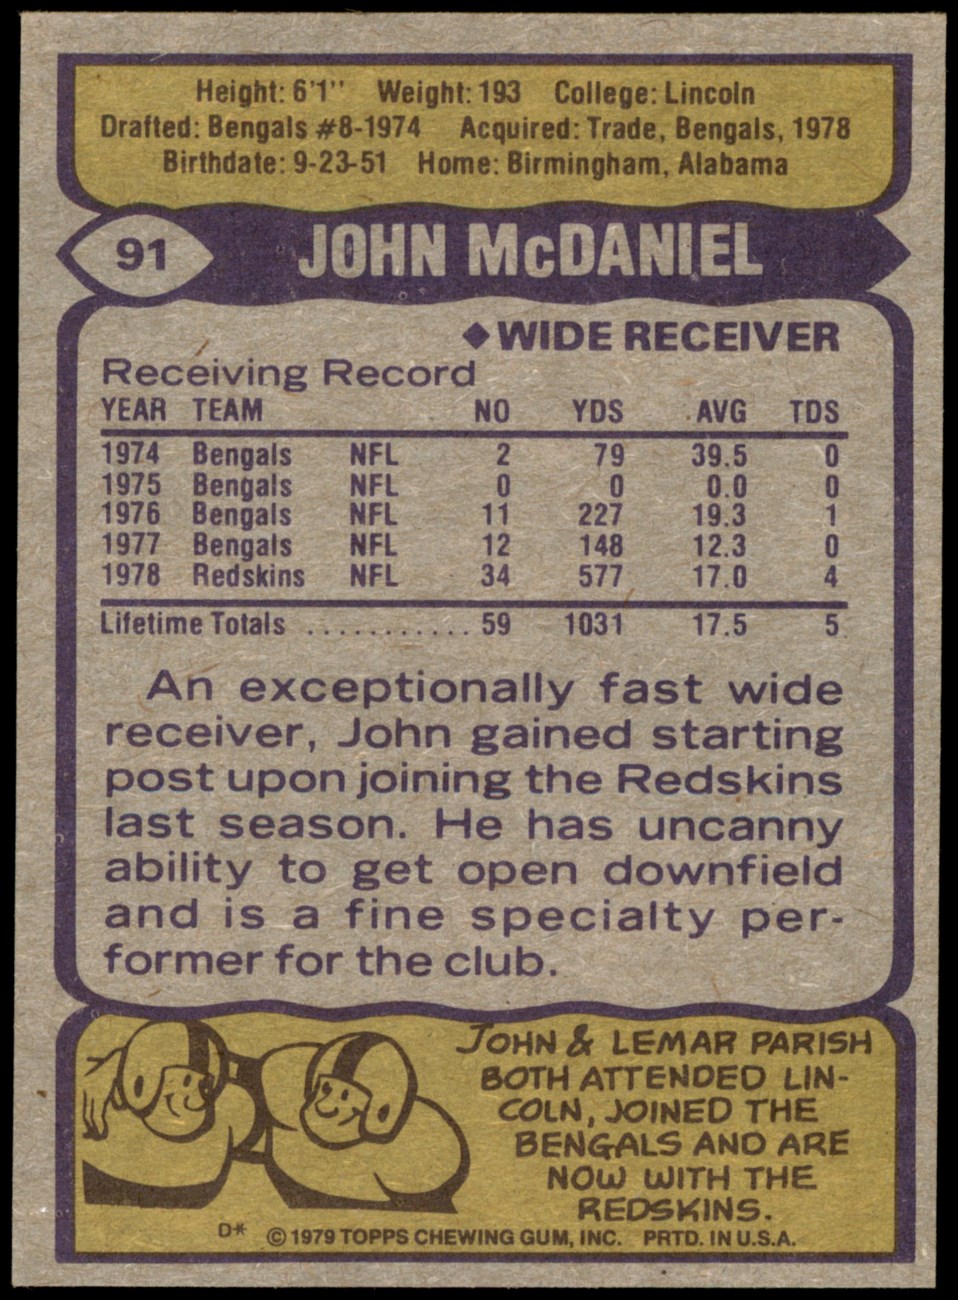 Height: 6'1" Weight: 193 College: Lincoln
Drafted: Bengals #8-1974 Acquired: Trade, Bengals, 1978
Birthdate: 9-23-51 Home: Birmingham, Alabama
91 JOHN McDANIEL
◆WIDE RECEIVER
Receiving Record
YEAR TEAM NO YDS AVG TDS
1974 Bengals NFL 2 79 39.5 0
1975 Bengals NFL 0 0 0.0 0
1976 Bengals NFL 11 227 19.3 1
1977 Bengals NFL 12 148 12.3 0
1978 Redskins NFL 34 577 17.0 4
Lifetime Totals ........... 59 1031 17.5 5
An exceptionally fast wide
receiver, John gained starting
post upon joining the Redskins
last season. He has uncanny
ability to get open downfield
and is a fine specialty per-
former for the club.
JOHN & LEMAR PARISH
BOTH ATTENDED LIN-
COLN, JOINED THE
BENGALS AND ARE
NOW WITH THE
REDSKINS.
D* © 1979 TOPPS CHEWING GUM, INC. PRTD. IN U.S.A.